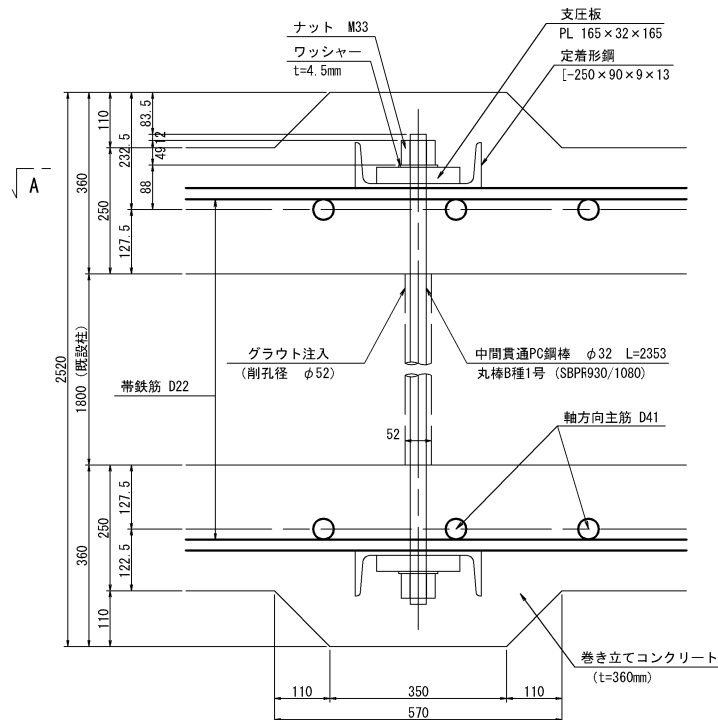 ナット M33
ワッシャー
t=4.5mm
支圧板
PL 165×32×165
定着形鋼
[-250×90×9×13
A
2520
360
1800(既設柱)
360
110
250
250
110
232.5
127.5
127.5
122.5
83.5
12
49
88
グラウト注入
(削孔径 φ52)
中間貫通PC鋼棒 φ32 L=2353
丸棒B種1号 (SBPR930/1080)
帯鉄筋 D22
52
軸方向主筋 D41
巻き立てコンクリート
(t=360mm)
110
350
110
570